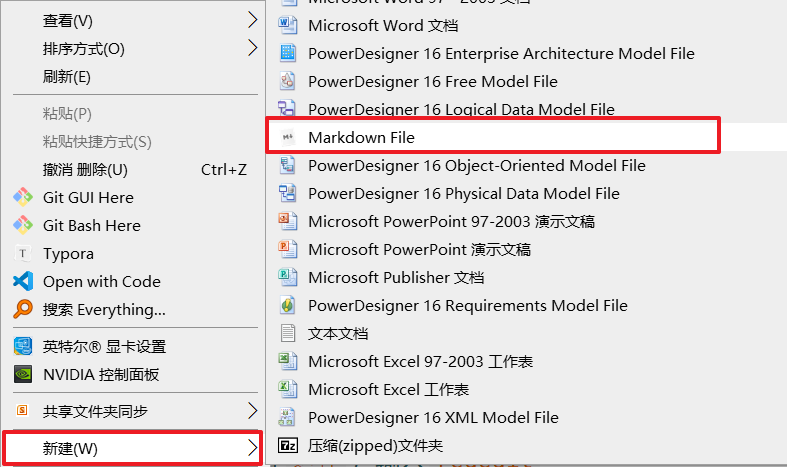 查看(V)
排序方式(O)
刷新(E)
粘贴(P)
粘贴快捷方式(S)
撤消 删除(U) Ctrl+Z
Git GUI Here
Git Bash Here
Typora
Open with Code
搜索 Everything...
英特尔® 显卡设置
NVIDIA 控制面板
共享文件夹同步
新建(W)
Microsoft Word 97 - 2003 文档
Microsoft Word 文档
PowerDesigner 16 Enterprise Architecture Model File
PowerDesigner 16 Free Model File
PowerDesigner 16 Logical Data Model File
Markdown File
PowerDesigner 16 Object-Oriented Model File
PowerDesigner 16 Physical Data Model File
Microsoft PowerPoint 97-2003 演示文稿
Microsoft PowerPoint 演示文稿
Microsoft Publisher 文档
PowerDesigner 16 Requirements Model File
文本文档
Microsoft Excel 97-2003 工作表
Microsoft Excel 工作表
PowerDesigner 16 XML Model File
压缩(zipped)文件夹